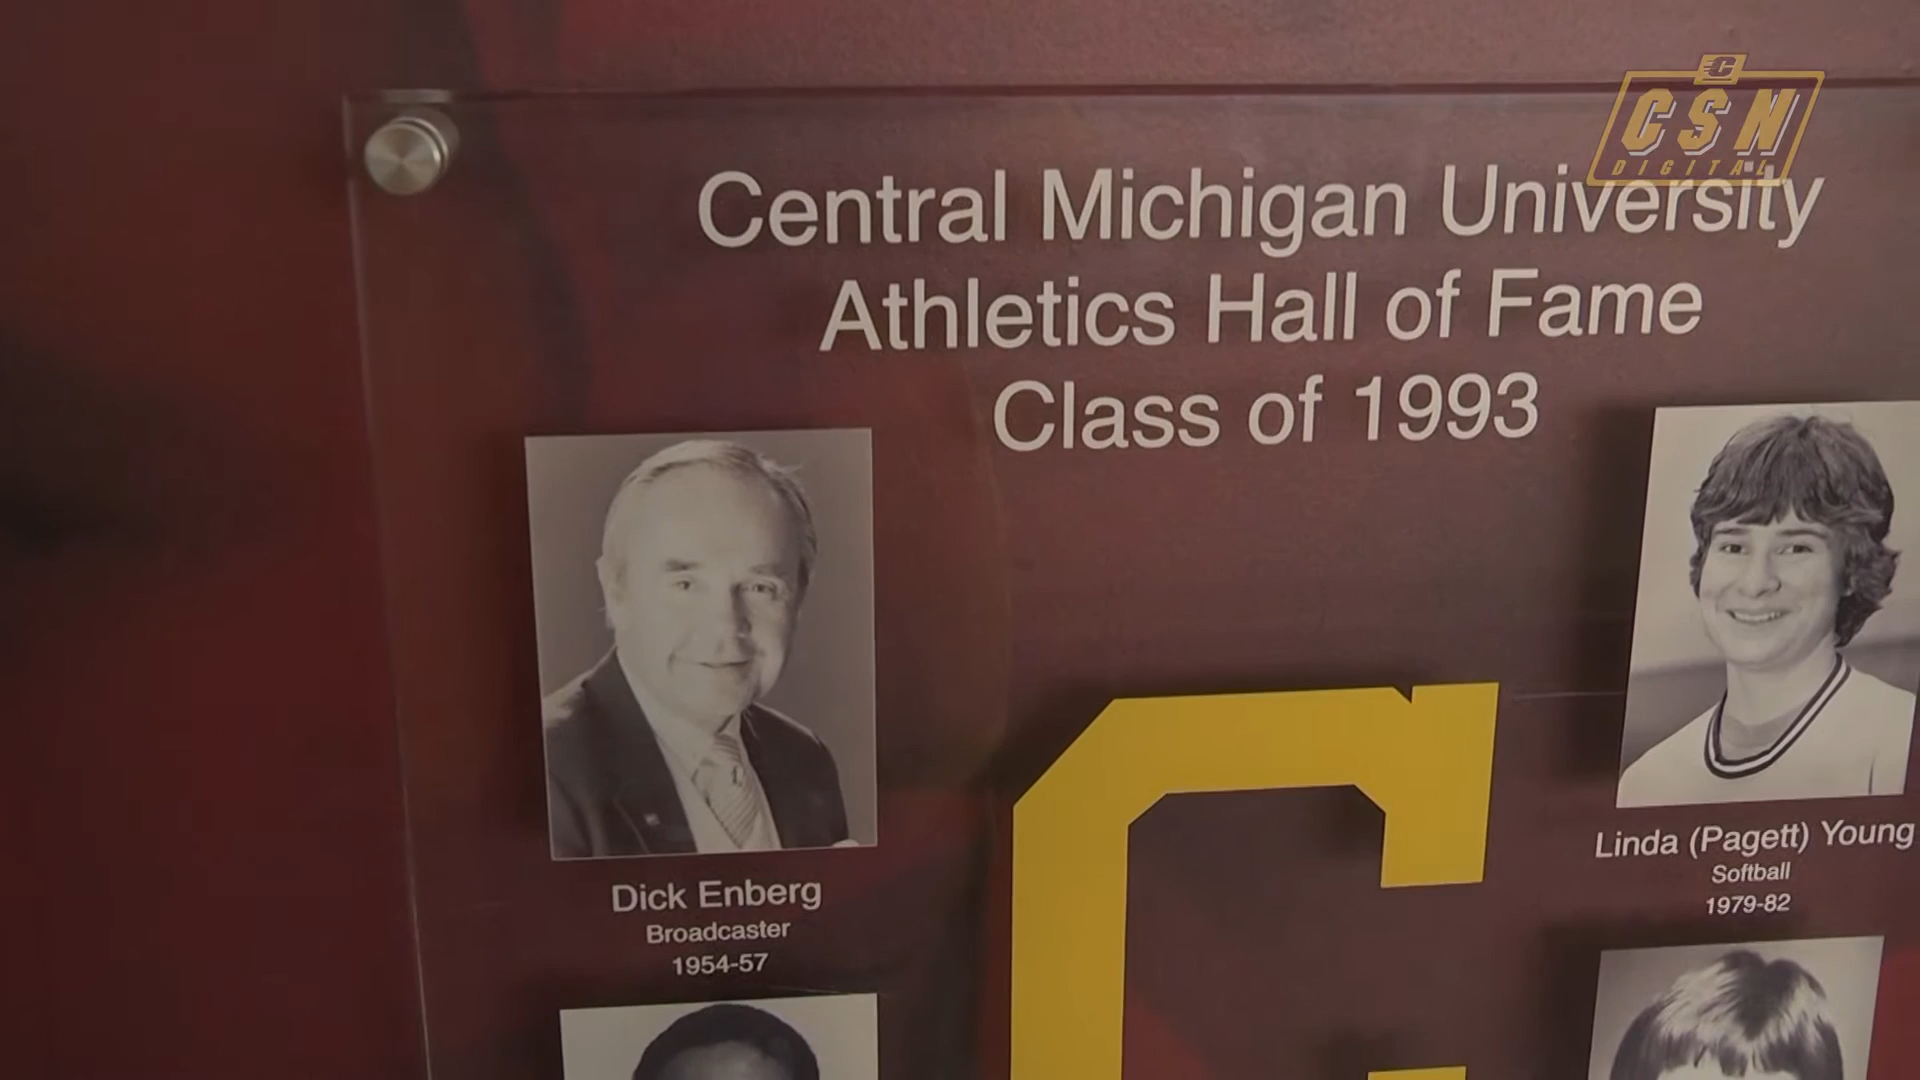 C
CSN
DIGITAL
Central Michigan University
Athletics Hall of Fame
Class of 1993
Dick Enberg
Broadcaster
1954-57
Linda (Pagett) Young
Softball
1979-82
C